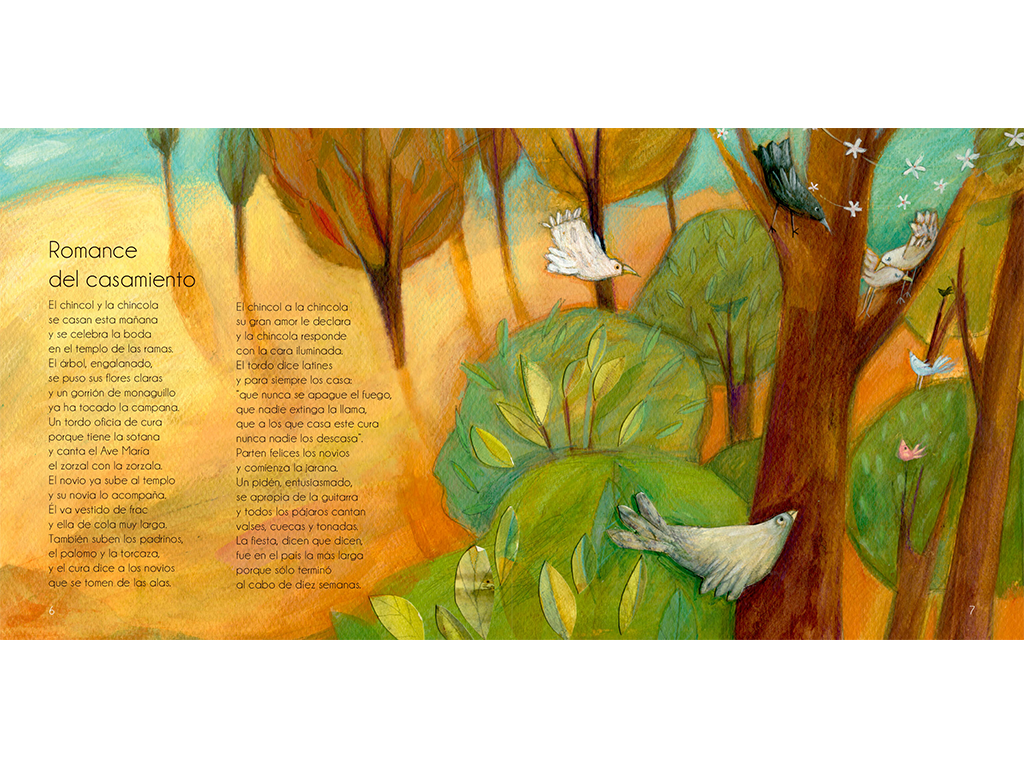 Romance
del casamiento
El chincol y la chincola
se casan esta mañana
y se celebra la boda
en el templo de las ramas.
El árbol, engalanado,
se puso sus flores claras
y un gorrión de monaguillo
ya ha tocado la campana.
Un tordo oficia de cura
porque tiene la sotana
y canta el Ave María
el zorzal con la zorzala.
El novio ya sube al templo
y su novia lo acompaña.
Él va vestido de frac
y ella de cola muy larga.
También suben los padrinos,
el palomo y la torcaza,
y el cura dice a los novios
que se tomen de las alas.
El chincol a la chincola
su gran amor le declara
y la chincola responde
con la cara iluminada.
El tordo dice latines
y para siempre los casa:
"que nunca se apague el fuego,
que nadie extinga la llama,
que a los que casa este cura
nunca nadie los descasa".
Parten felices los novios
y comienza la jarana.
Un pidén, entusiasmado,
se apropia de la guitarra
y todos los pájaros cantan
valses, cuecas y tonadas.
La fiesta, dicen que dicen,
fue en el país la más larga
porque sólo terminó
al cabo de diez semanas.
6
7